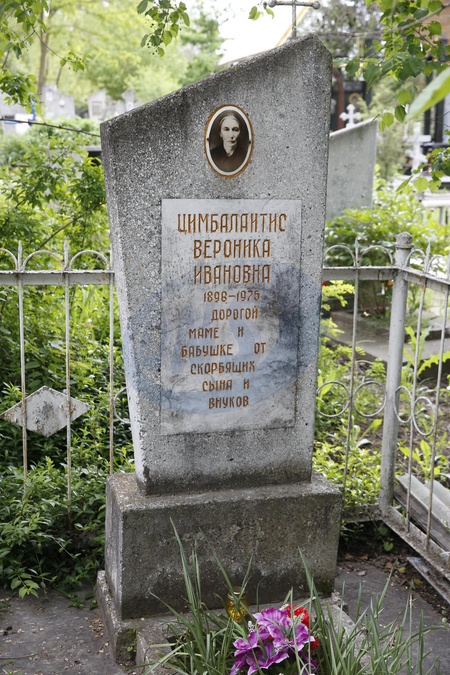 ЦИМБАЛАИТИС
ВЕРОНИКА
ИВАНОВНА
1898-1975
ДОРОГОЙ
МАМЕ И
БАБУШКЕ ОТ
СКОРБЯЩИХ
СЫНА И
ВНУКОВ